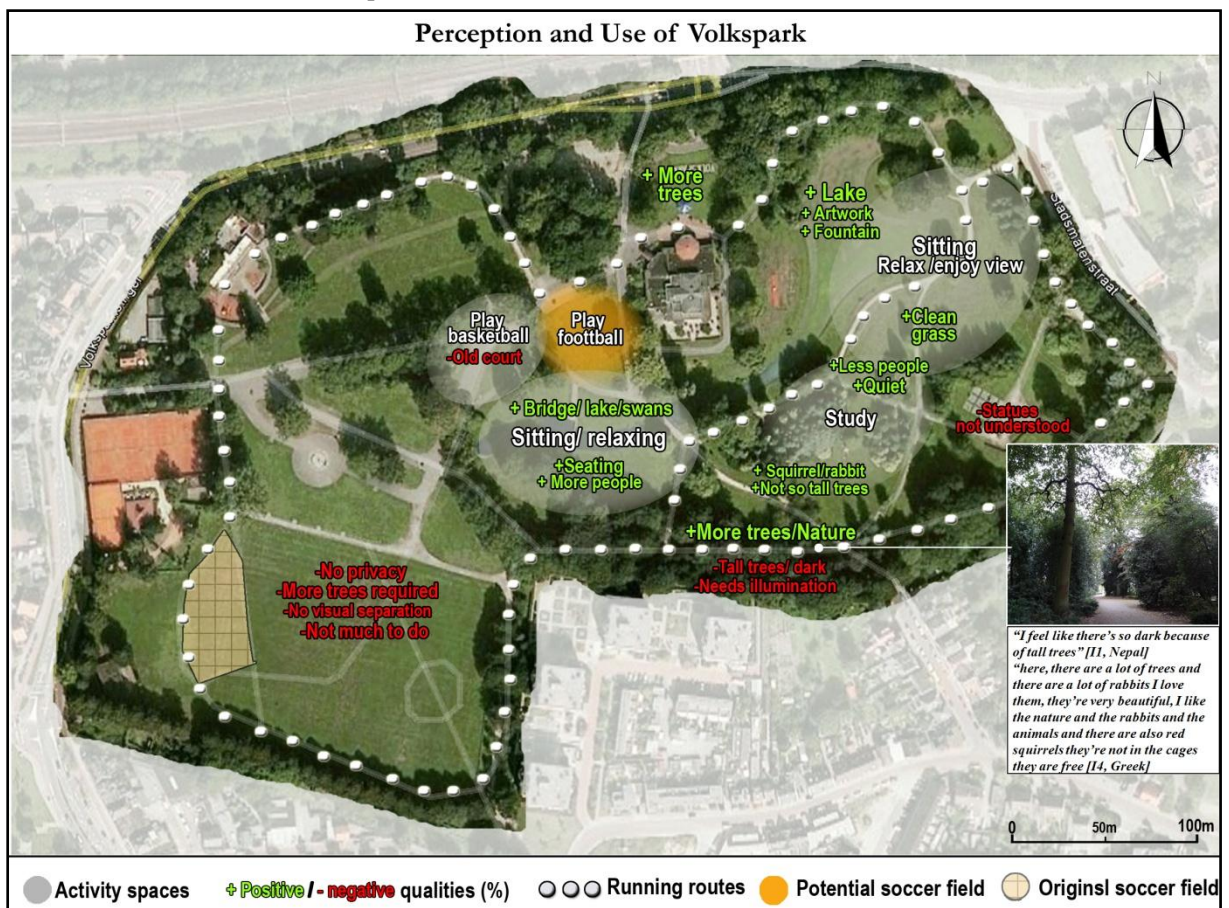 Perception and Use of Volkspark
N
+ More
trees
+ Lake
+ Artwork
+ Fountain
Stadsmatenstraat
Sitting
Relax /enjoy view
Play
basketball
-Old court
Play
foottball
+Clean
grass
+Less people
+Quiet
+ Bridge/ lake/swans
Sitting/ relaxing
+Seating
+ More people
Study
-Statues
not understood
+ Squirrel/rabbit
+Not so tall trees
+More trees/Nature
-Tall trees/ dark
-Needs illumination
-No privacy
-More trees required
-No visual separation
-Not much to do
“I feel like there's so dark because
of tall trees” [I1, Nepal]
“here, there are a lot of trees and
there are a lot of rabbits I love
them, they're very beautiful, I like
the nature and the rabbits and the
animals and there are also red
squirrels they're not in the cages
they are free [I4, Greek]
0 50m 100m
Activity spaces
+ Positive / - negative qualities (%)
Running routes
Potential soccer field
Originsl soccer field